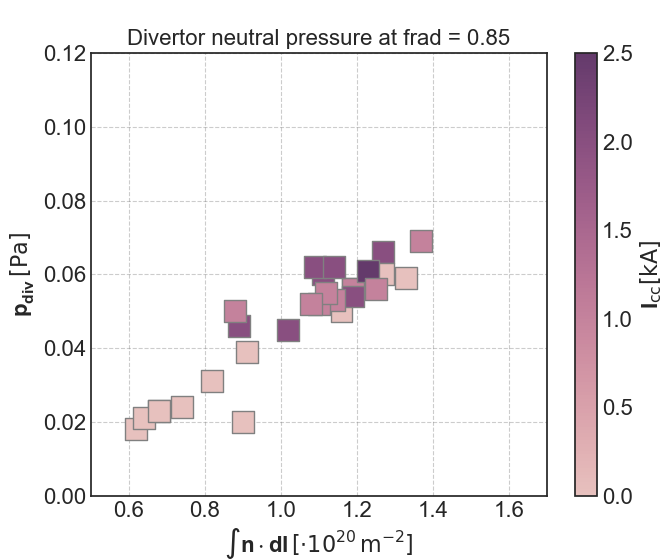 Divertor neutral pressure at frad = 0.85
0.12
0.10
0.08
0.06
0.04
0.02
0.00
p_div [Pa]
0.6 0.8 1.0 1.2 1.4 1.6
∫n · dl [·10^20 m^−2]
2.5
2.0
1.5
1.0
0.5
0.0
I_cc [kA]